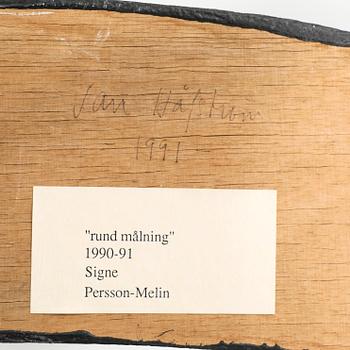 Jan Håfström
1991
"rund målning"
1990-91
Signe
Persson-Melin